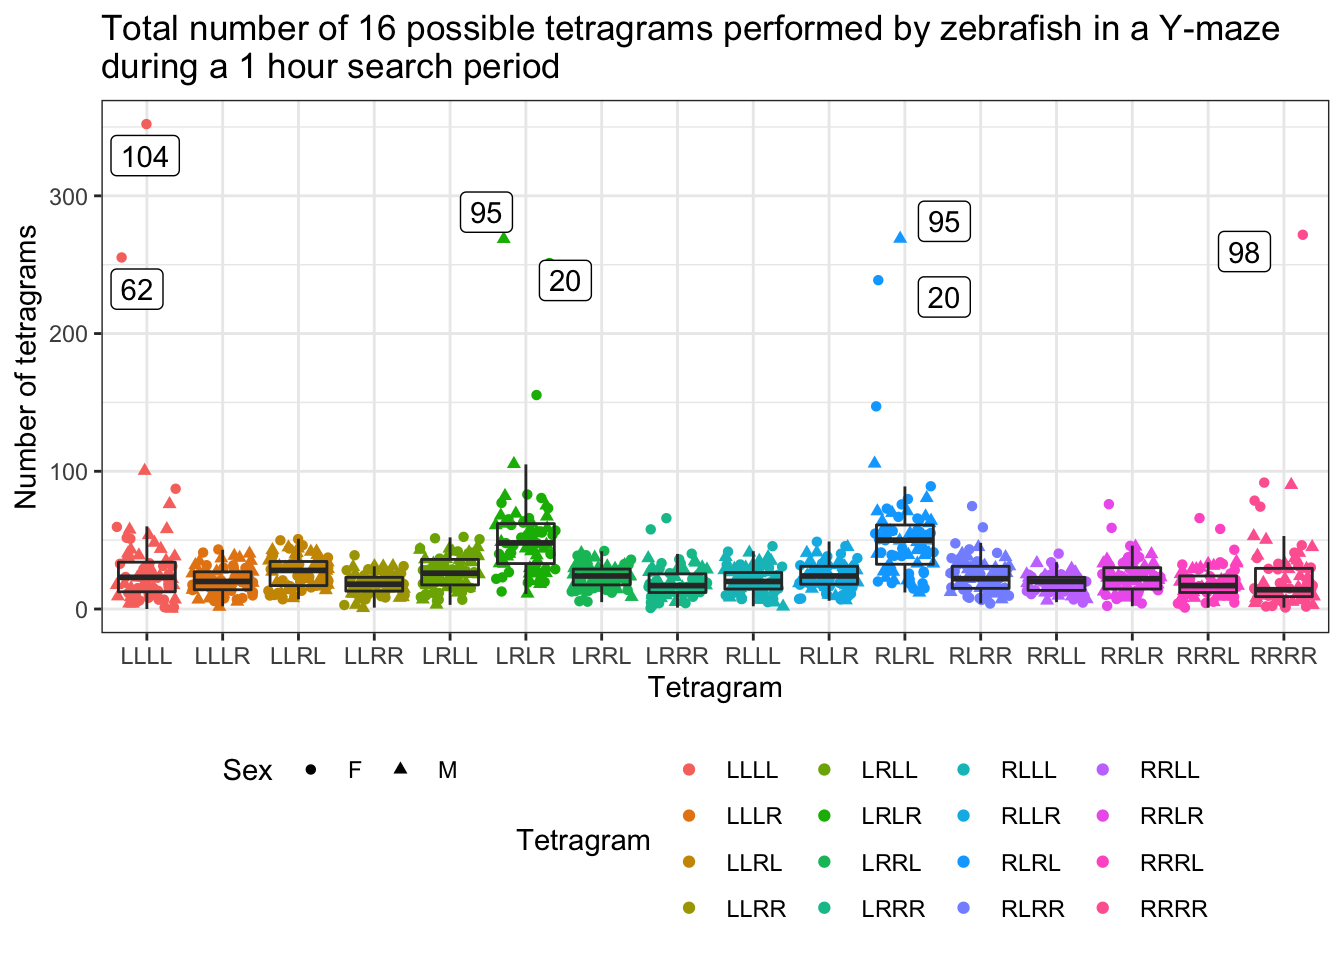 Total number of 16 possible tetragrams performed by zebrafish in a Y-maze
during a 1 hour search period
Number of tetragrams
300
200
100
0
104
62
95
20
95
20
98
LLLL LLLR LLRL LLRR LRLL LRLR LRRL LRRR RLLL RLLR RLRL RLRR RRLL RRLR RRRL RRRR
Tetragram
Sex F M
Tetragram
LLLL LRLL RLLL RRLL
LLLR LRLR RLLR RRLR
LLRL LRRL RLRL RRRL
LLRR LRRR RLRR RRRR